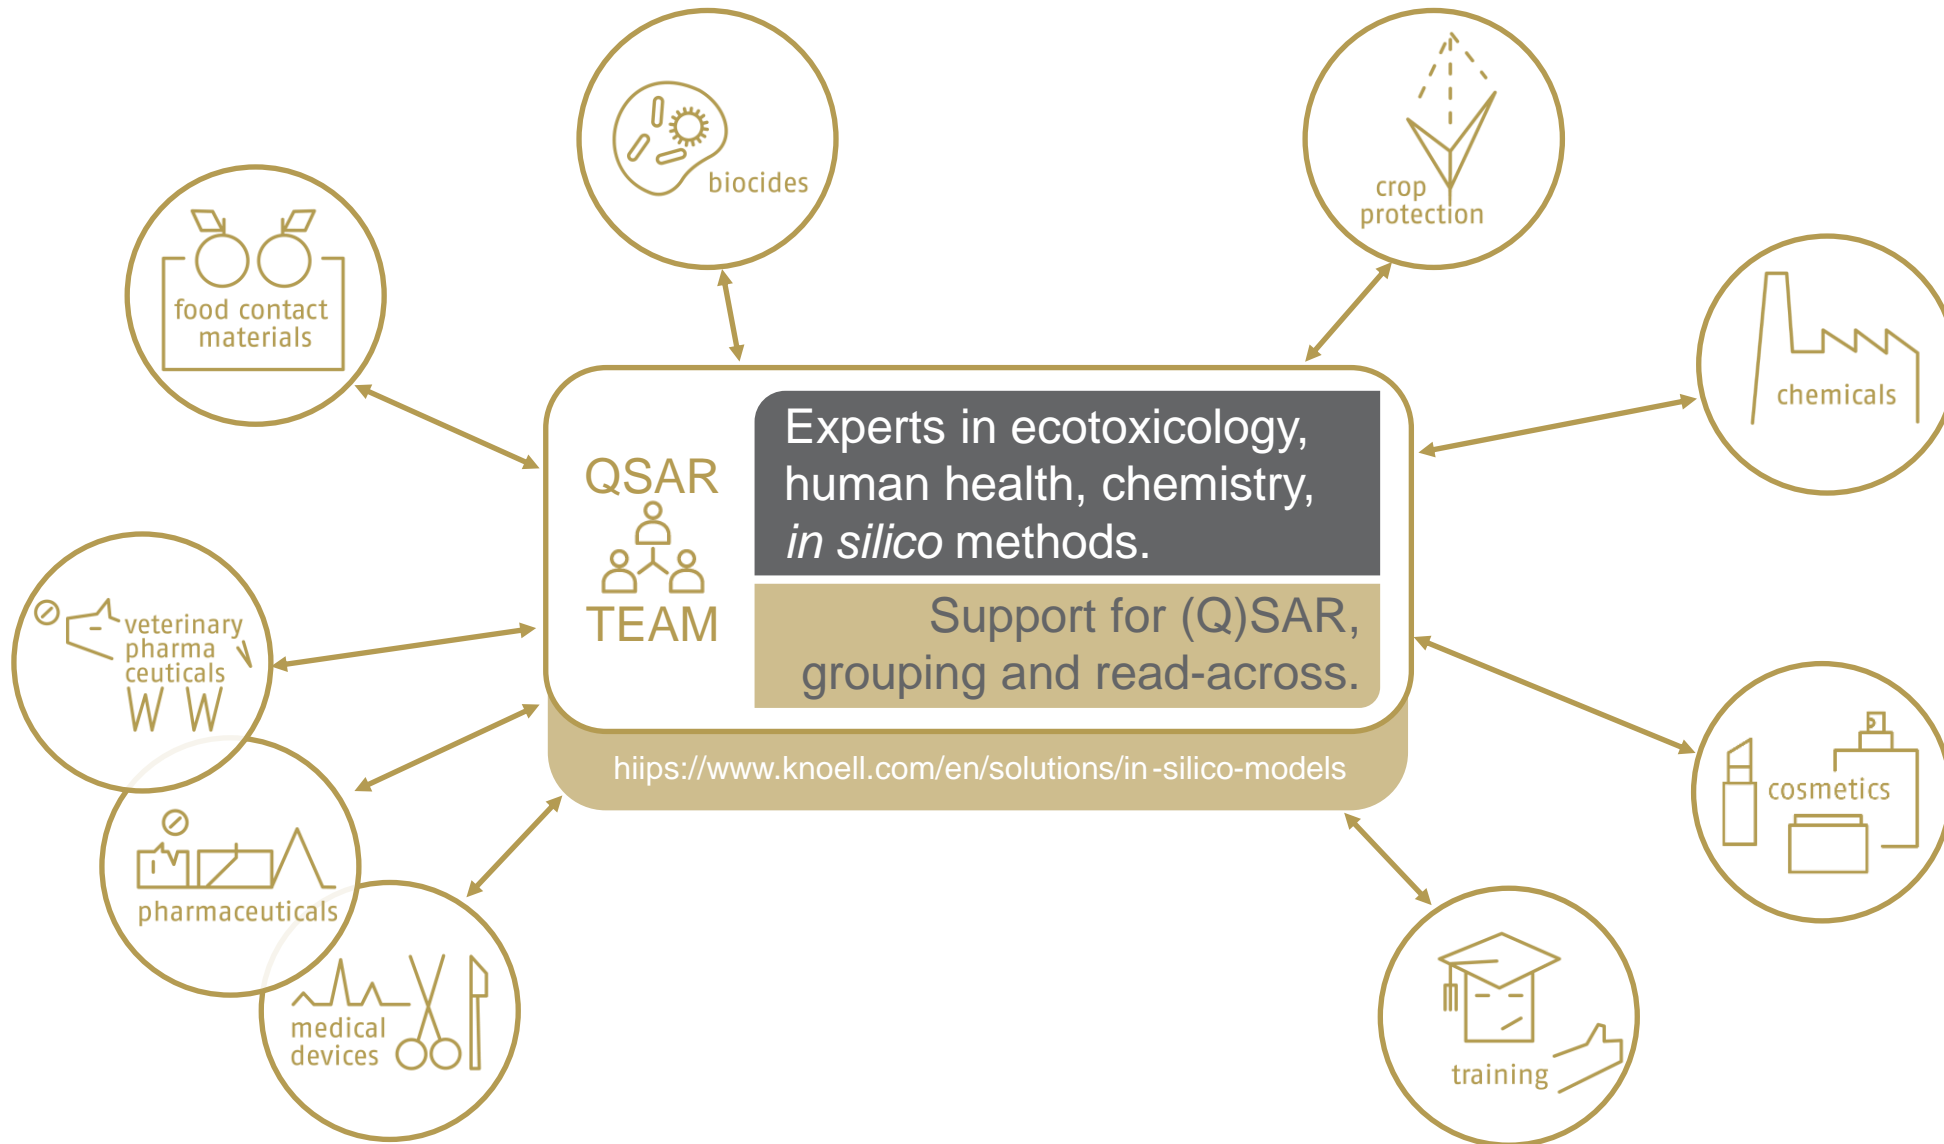 biocides
crop
protection
food contact
materials
chemicals
QSAR
TEAM
Experts in ecotoxicology,
human health, chemistry,
in silico methods.
Support for (Q)SAR,
grouping and read-across.
hiips://www.knoell.com/en/solutions/in-silico-models
veterinary
pharma
ceuticals
cosmetics
pharmaceuticals
medical
devices
training